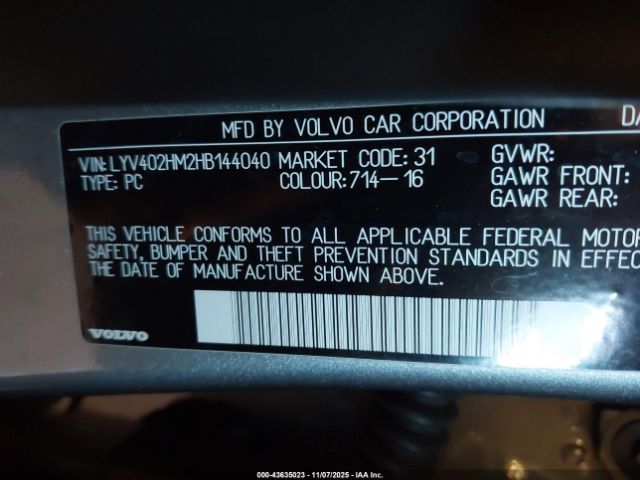 MFD BY VOLVO CAR CORPORATION DA
VIN: LYV402HM2HB144040 MARKET CODE: 31 GVWR:
TYPE: PC COLOUR: 714-16 GAWR FRONT:
GAWR REAR:
THIS VEHICLE CONFORMS TO ALL APPLICABLE FEDERAL MOTOR
SAFETY, BUMPER AND THEFT PREVENTION STANDARDS IN EFFEC
THE DATE OF MANUFACTURE SHOWN ABOVE.
VOLVO
000-43635023 - 11/07/2025 - IAA Inc.